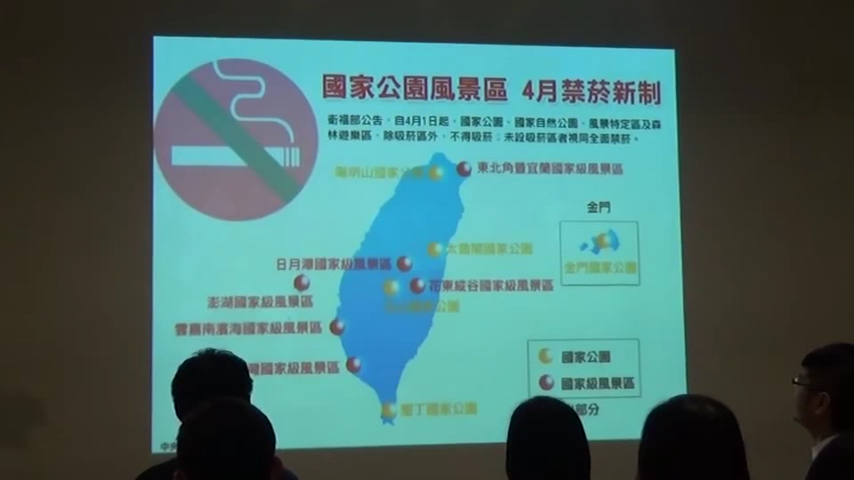 國家公園風景區 4月禁菸新制
衛福部公告，自4月1日起，國家公園、國家自然公園、風景特定區及森
林遊樂區，除吸菸區外，不得吸菸；未設吸菸區者視同全面禁菸。
陽明山國家公
東北角暨宜蘭國家級風景區
金門
太魯閣國家公園
金門國家公園
日月潭國家級風景區
花東縱谷國家級風景區
澎湖國家級風景區
國家公園
雲嘉南濱海國家級風景區
灣國家級風景區
墾丁國家公園
國家公園
國家級風景區
部分
中央